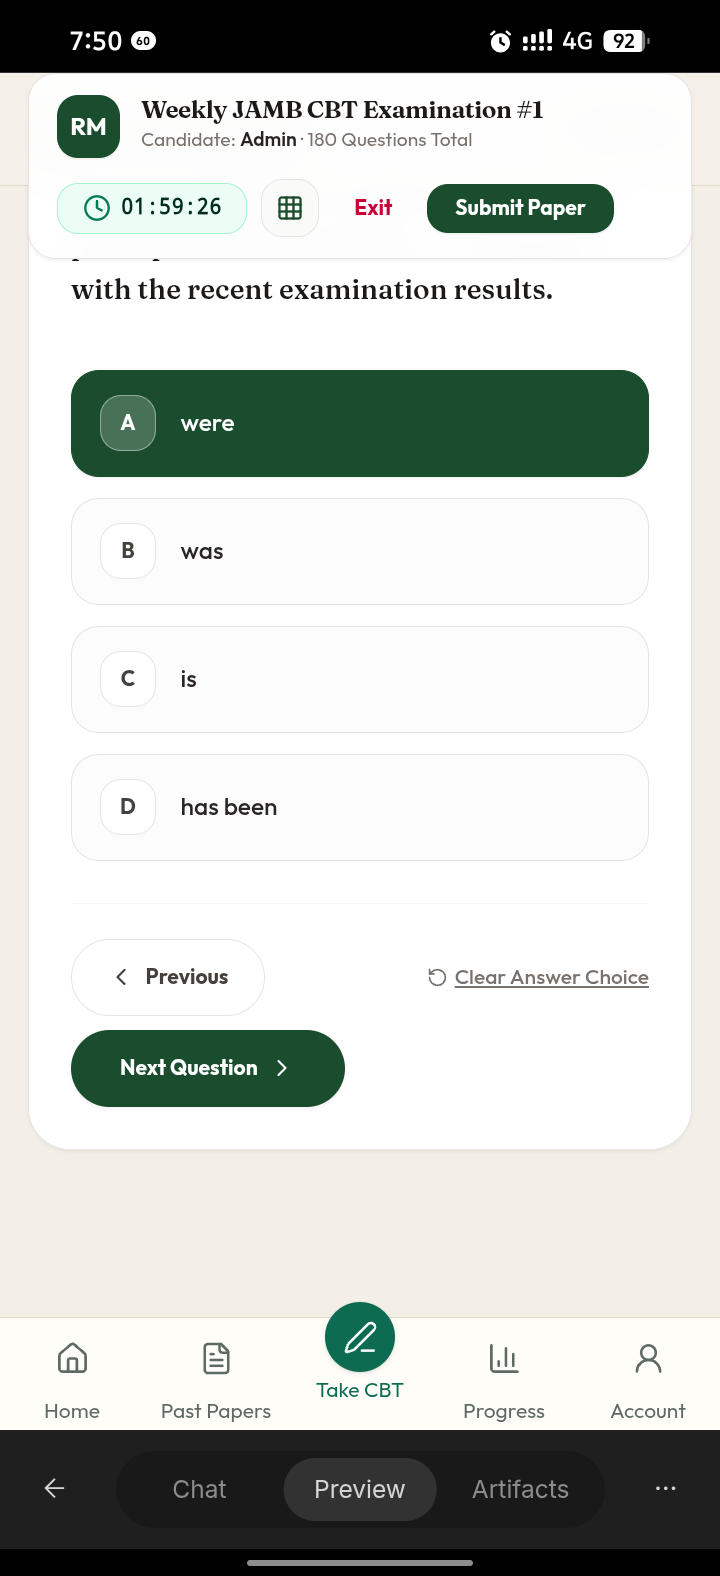 7:50 60 4G 92
RM
Weekly JAMB CBT Examination #1
Candidate: Admin · 180 Questions Total
01:59:26
Exit
Submit Paper
with the recent examination results.
A were
B was
C is
D has been
Previous
Clear Answer Choice
Next Question
Home
Past Papers
Take CBT
Progress
Account
Chat
Preview
Artifacts